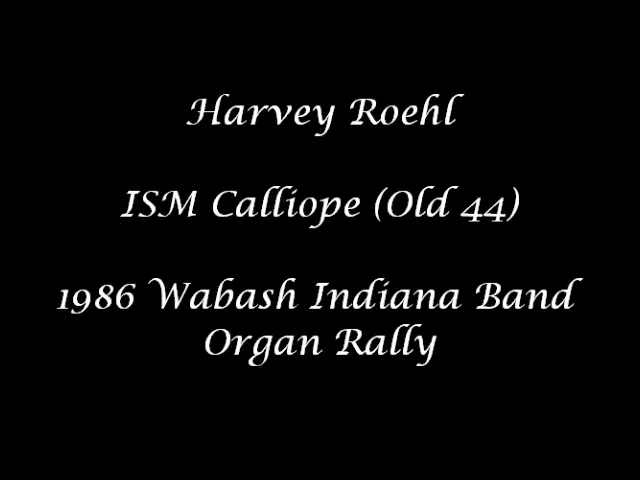 Harvey Roehl
ISM Calliope (Old 44)
1986 Wabash Indiana Band
Organ Rally